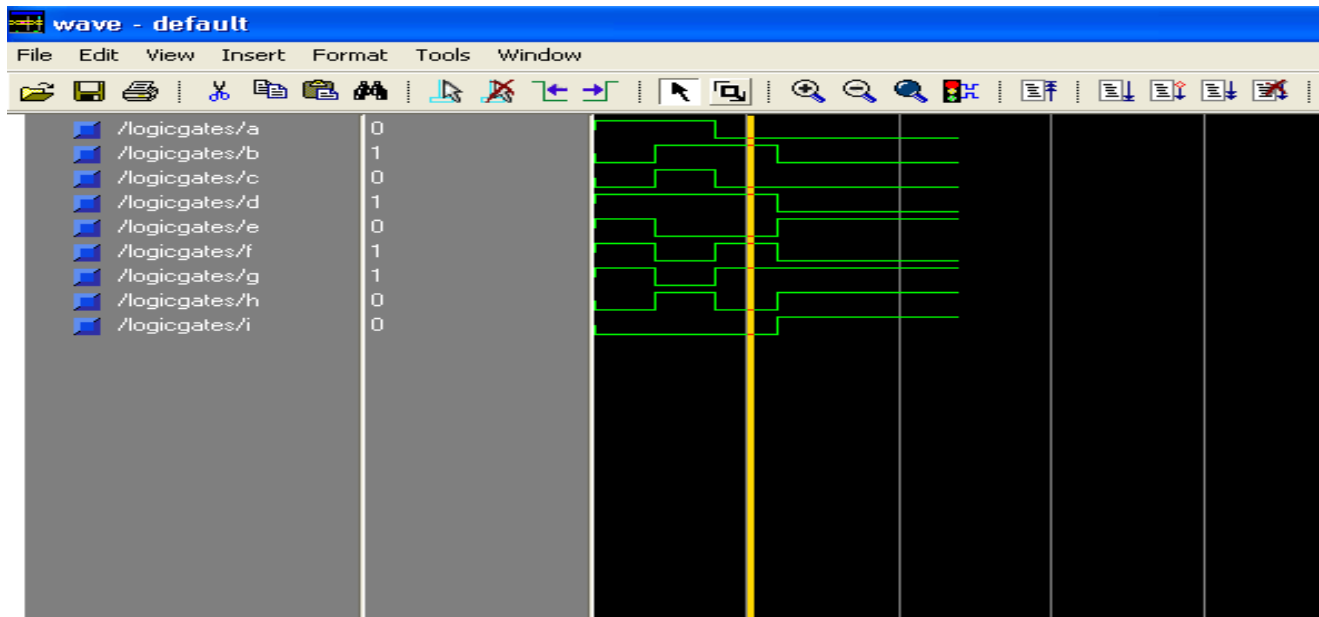 wave - default
File Edit View Insert Format Tools Window
/logicgates/a 0
/logicgates/b 1
/logicgates/c 0
/logicgates/d 1
/logicgates/e 0
/logicgates/f 1
/logicgates/g 1
/logicgates/h 0
/logicgates/i 0